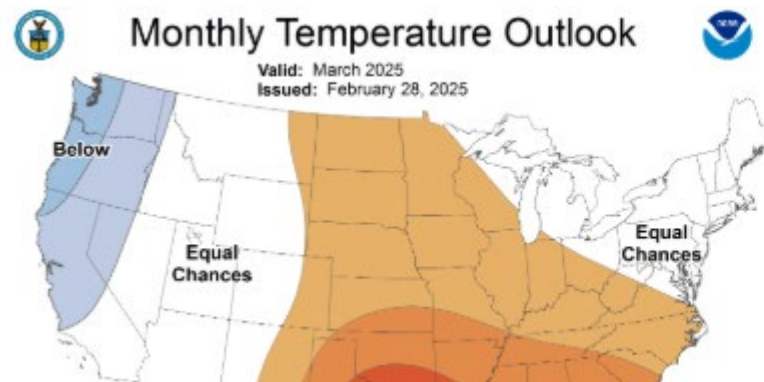 Monthly Temperature Outlook
Valid: March 2025
Issued: February 28, 2025
Below
Equal
Chances
Equal
Chances